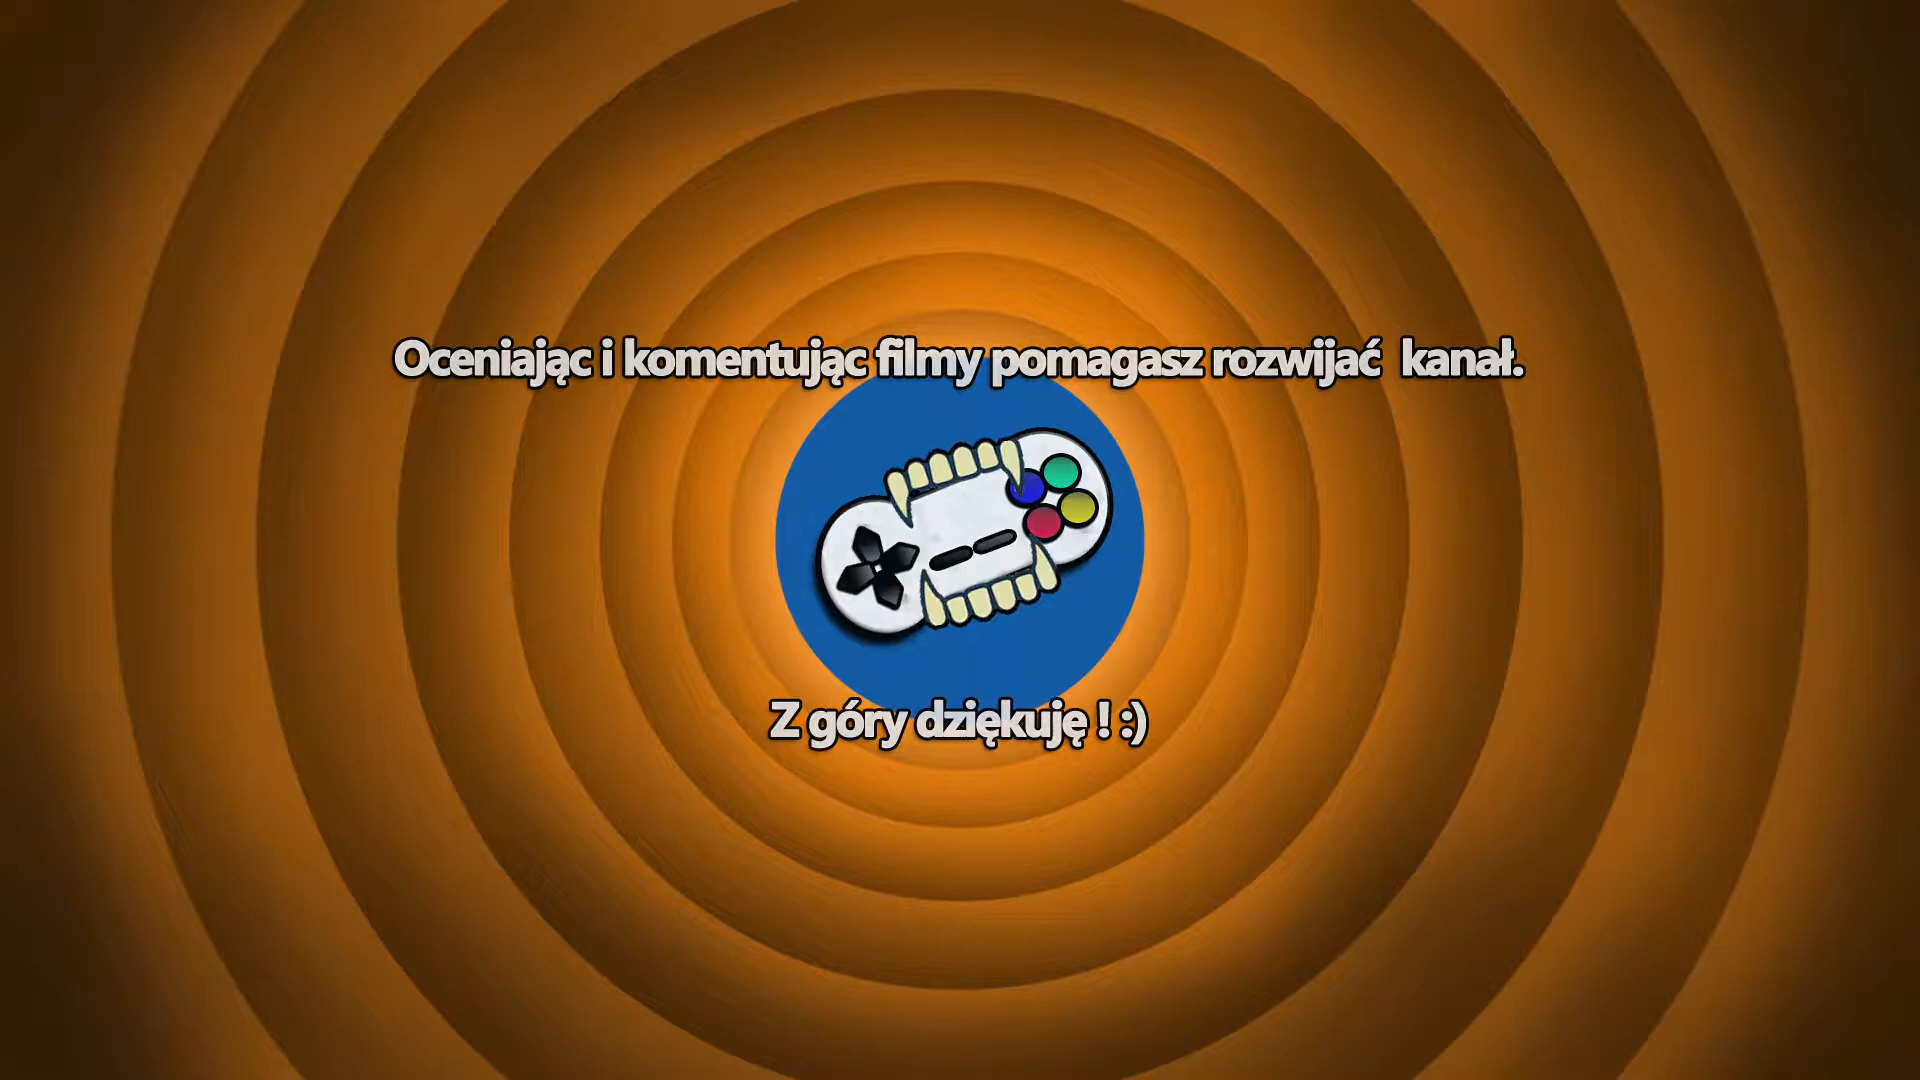 Oceniając i komentując filmy pomagasz rozwijać kanał.
Z góry dziękuję ! :)